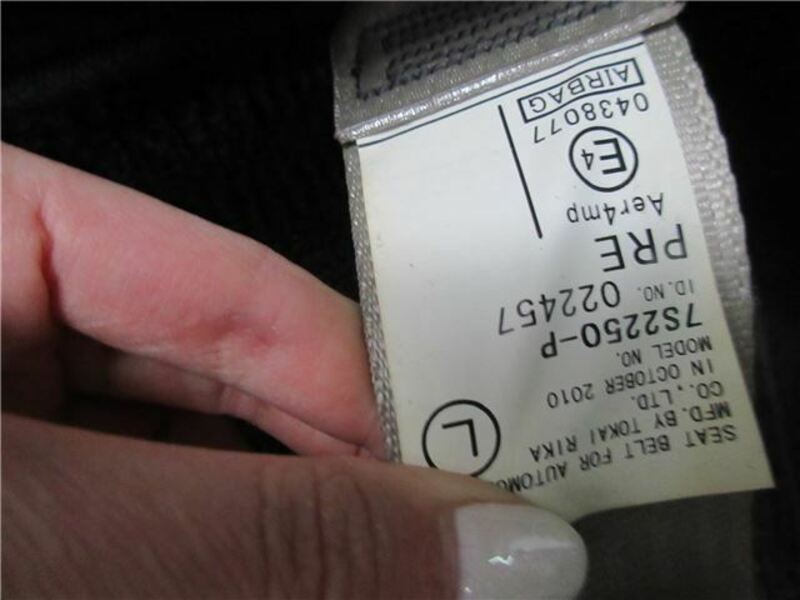 SEAT BELT FOR AUTOMO
MFD. BY TOKAI RIKA
CO., LTD.
IN OCTOBER 2010
MODEL NO.
7S2250-P
ID. NO. 022457
PRE
Aer4mp
E4
0438077
AIRBAG
L